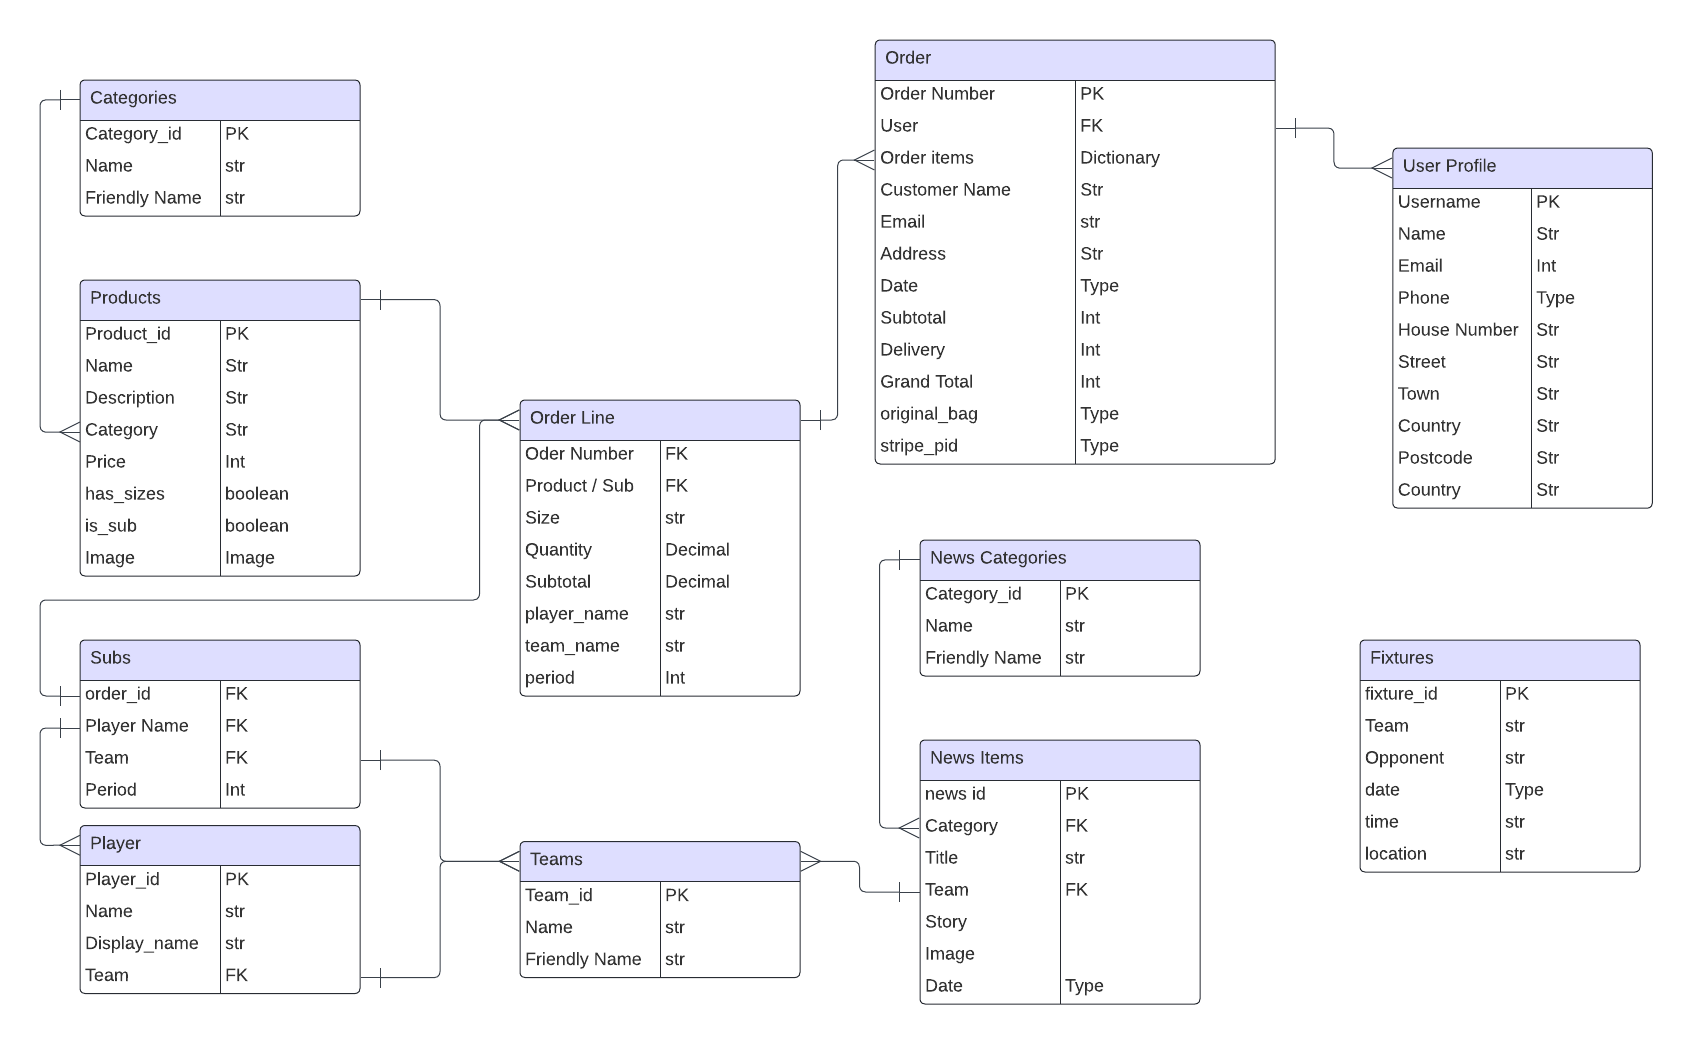 Categories
Category_id PK
Name str
Friendly Name str
Products
Product_id PK
Name Str
Description Str
Category Str
Price Int
has_sizes boolean
is_sub boolean
Image Image
Subs
order_id FK
Player Name FK
Team FK
Period Int
Player
Player_id PK
Name str
Display_name str
Team FK
Order Line
Oder Number FK
Product / Sub FK
Size str
Quantity Decimal
Subtotal Decimal
player_name str
team_name str
period Int
Teams
Team_id PK
Name str
Friendly Name str
Order
Order Number PK
User FK
Order items Dictionary
Customer Name Str
Email str
Address Str
Date Type
Subtotal Int
Delivery Int
Grand Total Int
original_bag Type
stripe_pid Type
News Categories
Category_id PK
Name str
Friendly Name str
News Items
news id PK
Category FK
Title str
Team FK
Story
Image
Date Type
User Profile
Username PK
Name Str
Email Int
Phone Type
House Number Str
Street Str
Town Str
Country Str
Postcode Str
Country Str
Fixtures
fixture_id PK
Team str
Opponent str
date Type
time str
location str